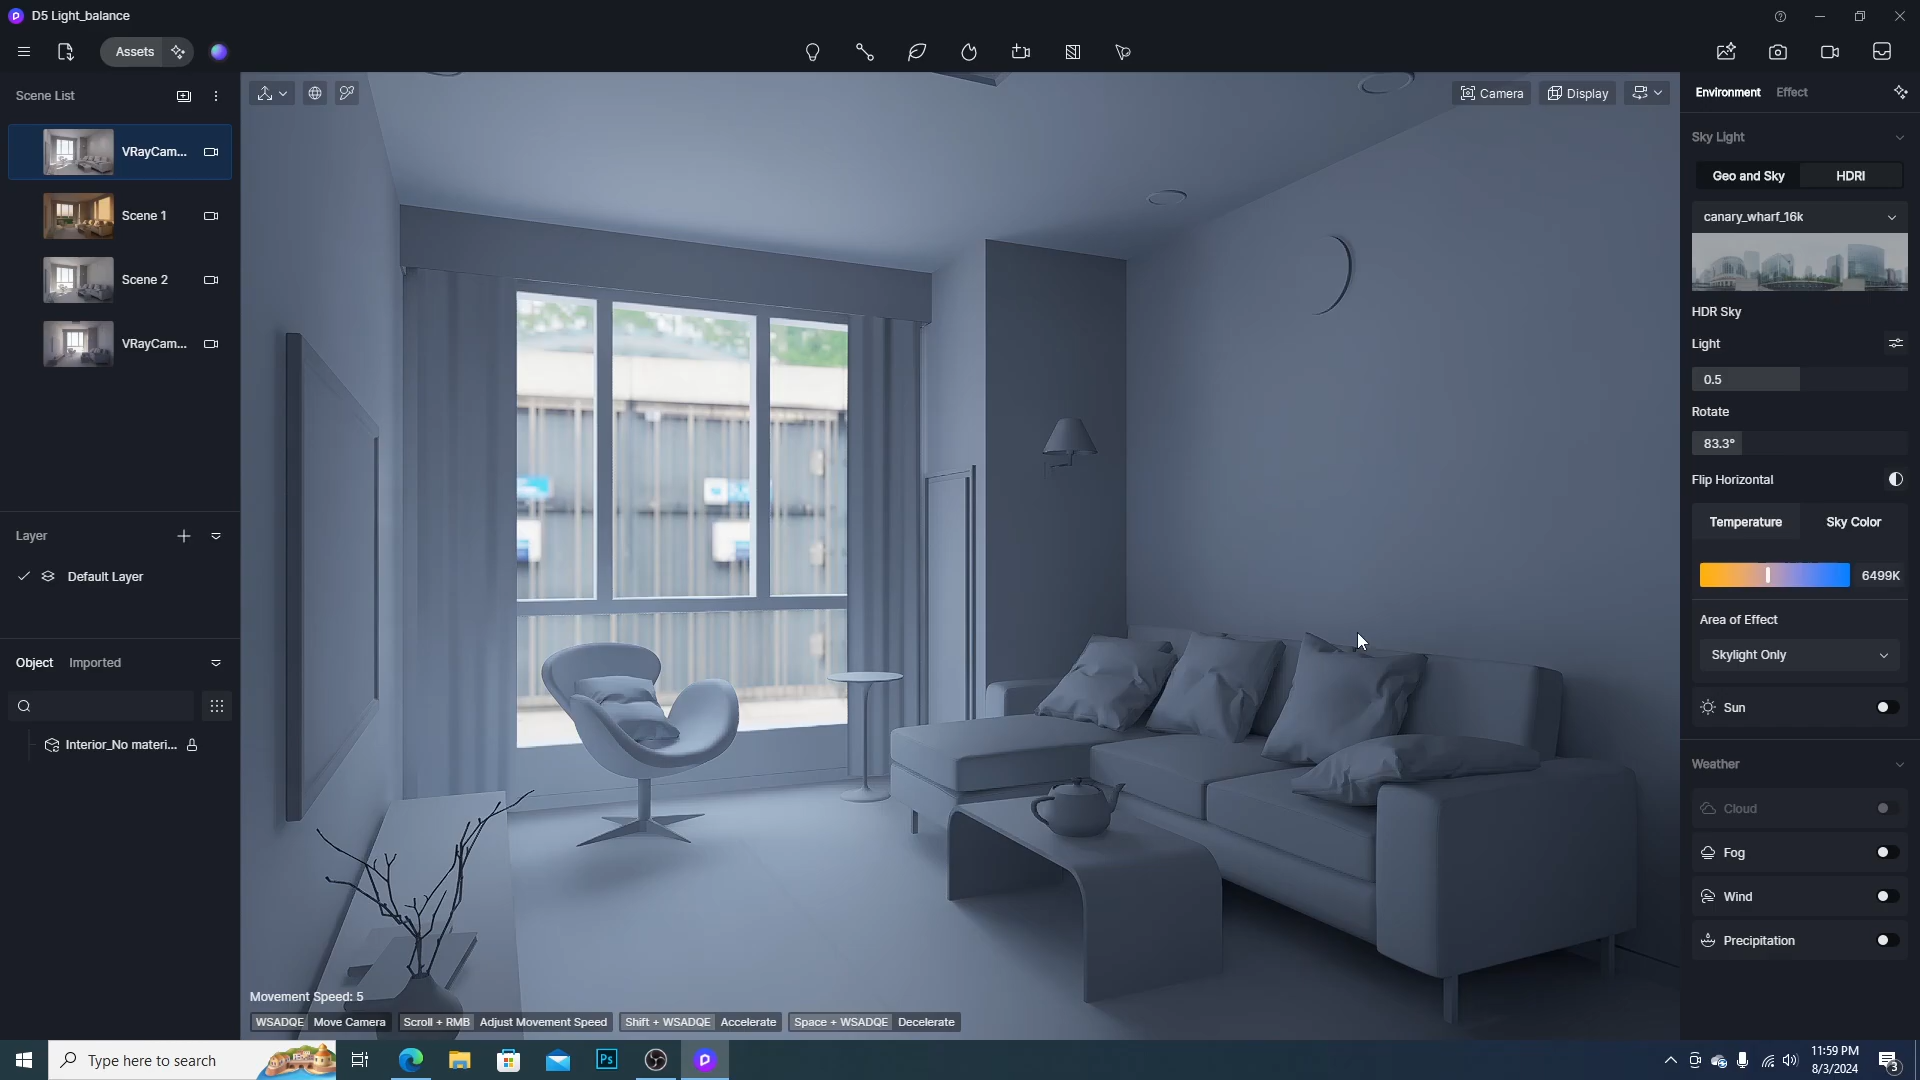 D5 Light_balance
Assets
Scene List
VRayCam...
Scene 1
Scene 2
VRayCam...
Layer
Default Layer
Object
Imported
Interior_No materi...
Camera
Display
Movement Speed: 5
WSADQE Move Camera
Scroll + RMB Adjust Movement Speed
Shift + WSADQE Accelerate
Space + WSADQE Decelerate
Environment
Effect
Sky Light
Geo and Sky
HDRI
canary_wharf_16k
HDR Sky
Light
0.5
Rotate
83.3°
Flip Horizontal
Temperature
Sky Color
6499K
Area of Effect
Skylight Only
Sun
Weather
Cloud
Fog
Wind
Precipitation
Type here to search
Ps
11:59 PM
8/3/2024
3